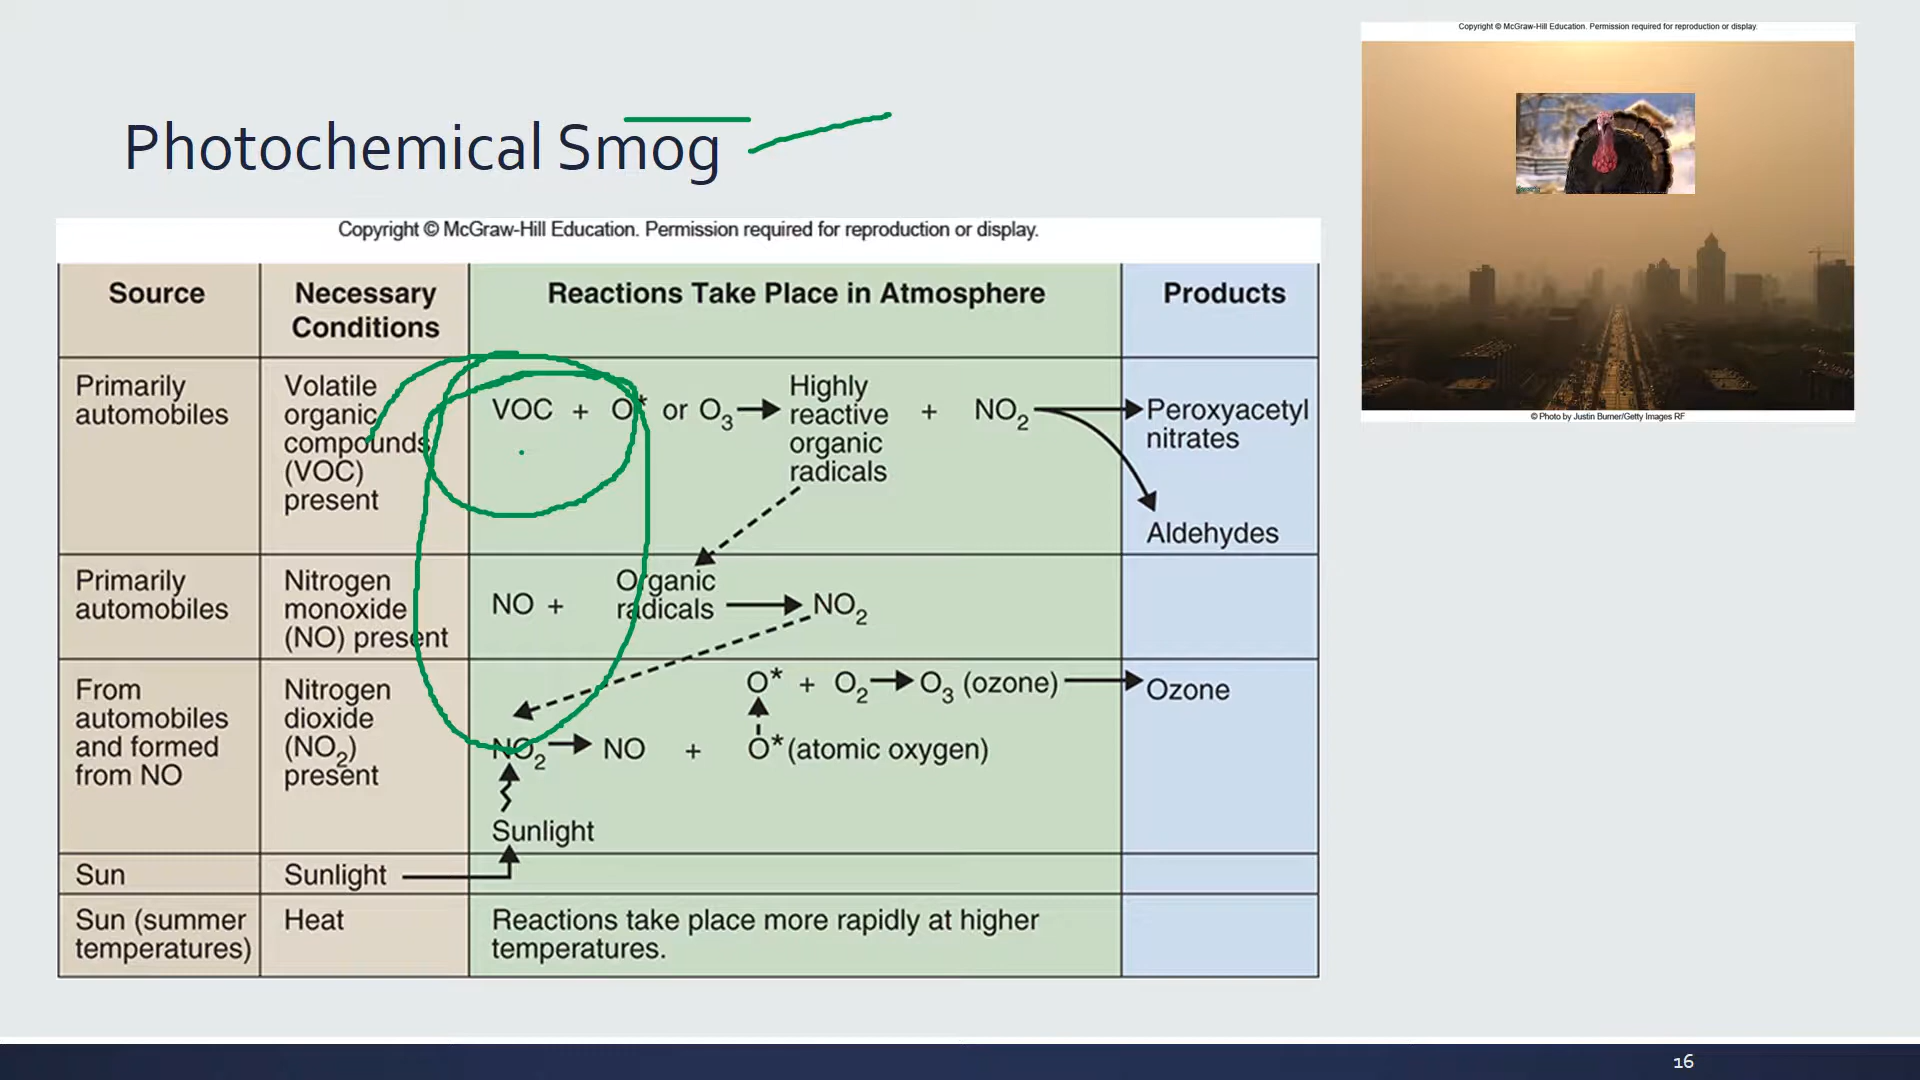 Photochemical Smog
Copyright © McGraw-Hill Education. Permission required for reproduction or display.
Source
Necessary
Conditions
Reactions Take Place in Atmosphere
Products
Primarily
automobiles
Volatile
organic
compounds
(VOC)
present
VOC + O* or O₃
Highly
reactive
organic
radicals
+ NO₂
Peroxyacetyl
nitrates
Aldehydes
Primarily
automobiles
Nitrogen
monoxide
(NO) present
NO +
Organic
radicals
NO₂
From
automobiles
and formed
from NO
Nitrogen
dioxide
(NO₂)
present
O* + O₂ → O₃ (ozone)
NO₂ → NO + O* (atomic oxygen)
Sunlight
Ozone
Sun
Sunlight
Sun (summer
temperatures)
Heat
Reactions take place more rapidly at higher
temperatures.
Copyright © McGraw-Hill Education. Permission required for reproduction or display.
© Photo by Justin Burner/Getty Images RF
16